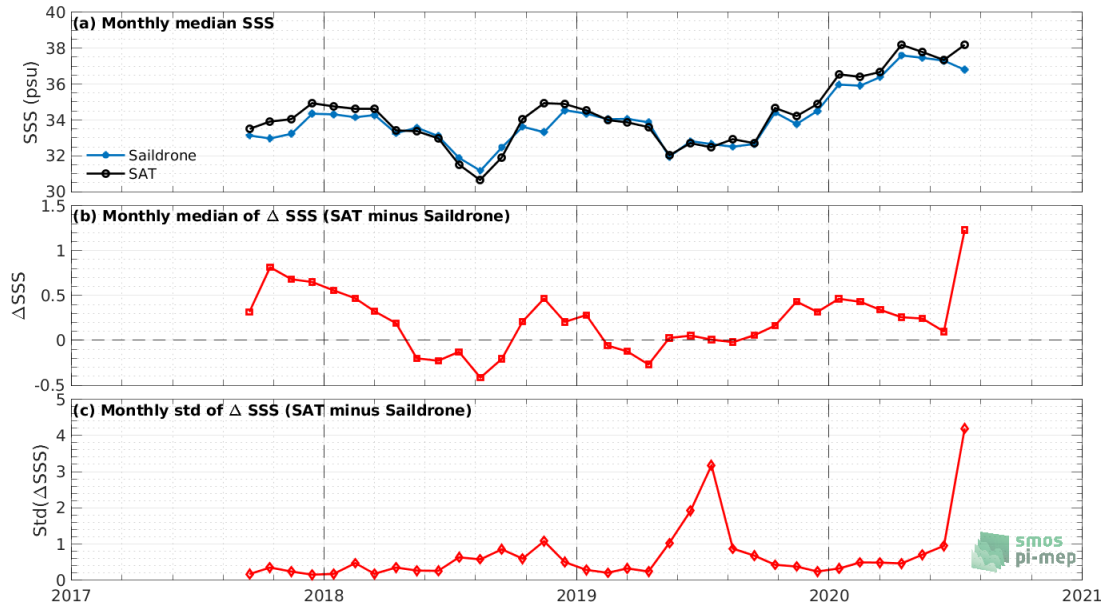 (a) Monthly median SSS
SSS (psu)
40
38
36
34
32
30
Saildrone
SAT
(b) Monthly median of Δ SSS (SAT minus Saildrone)
ΔSSS
1.5
1
0.5
0
-0.5
(c) Monthly std of Δ SSS (SAT minus Saildrone)
Std(ΔSSS)
5
4
3
2
1
0
smos
pi-mep
2017 2018 2019 2020 2021